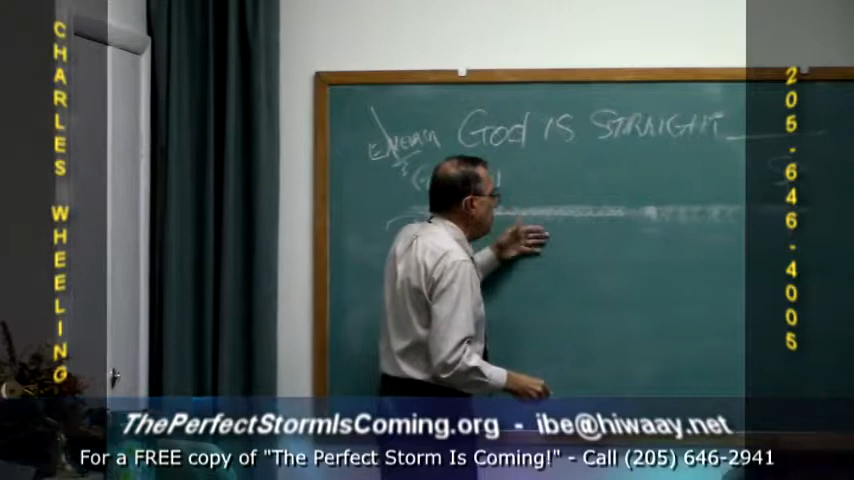 CHARLES WHEELING
God is STRAIGHT
205-646-4005
ThePerfectStormIsComing.org - ibe@hiwaay.net
For a FREE copy of "The Perfect Storm Is Coming!" - Call (205) 646-2941